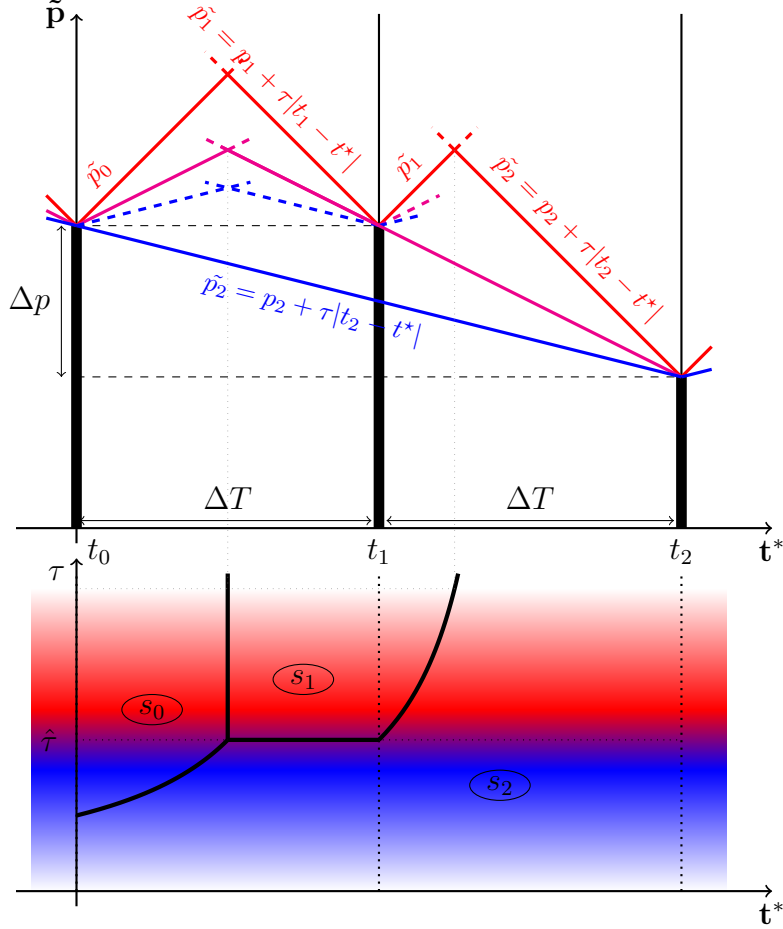 p̃
p̃₁ = p₁ + τ|t₁ − t⋆|
p̃₀
p̃₁
p̃₂ = p₂ + τ|t₂ − t⋆|
Δp
p̃₂ = p₂ + τ|t₂ − t⋆|
ΔT ΔT
t₀ t₁ t₂ t*
τ
s₁
s₀
τ̂
s₂
t*